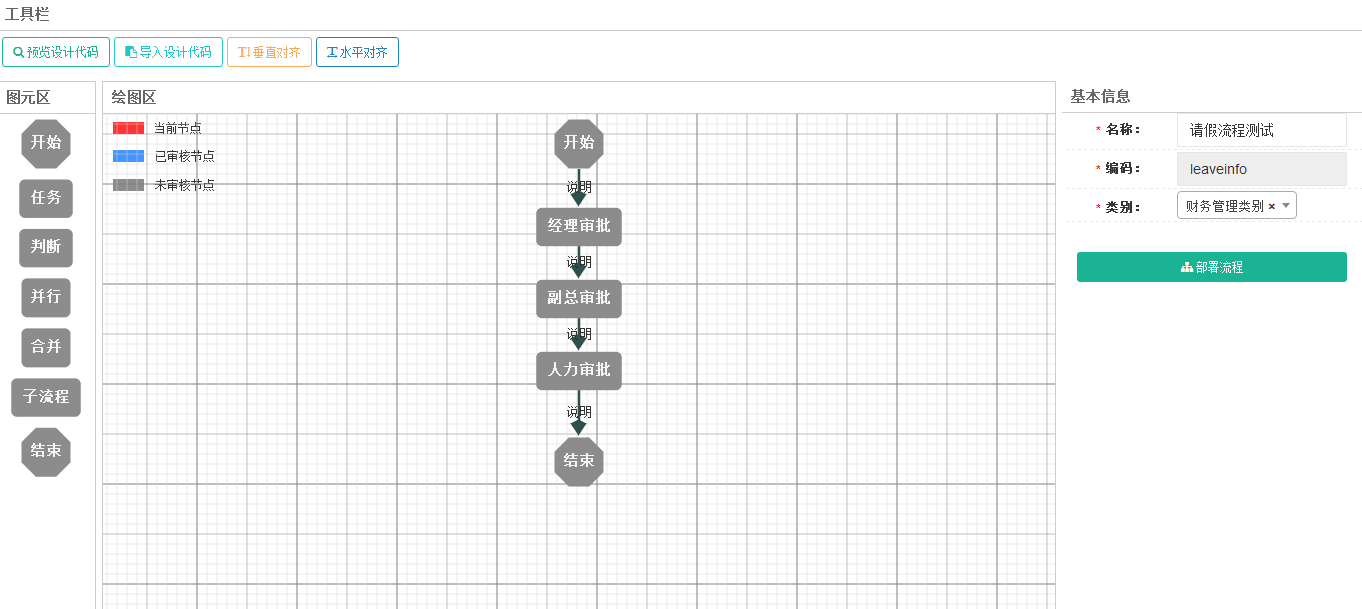 工具栏
预览设计代码 导入设计代码 垂直对齐 水平对齐
图元区
开始
任务
判断
并行
合并
子流程
结束
绘图区
当前节点
已审核节点
未审核节点
开始
说明
经理审批
说明
副总审批
说明
人力审批
说明
结束
基本信息
* 名称： 请假流程测试
* 编码： leaveinfo
* 类别： 财务管理类别 ×
部署流程